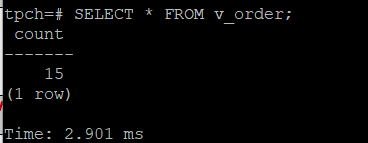 tpch=# SELECT * FROM v_order;
 count
-------
    15
(1 row)

Time: 2.901 ms